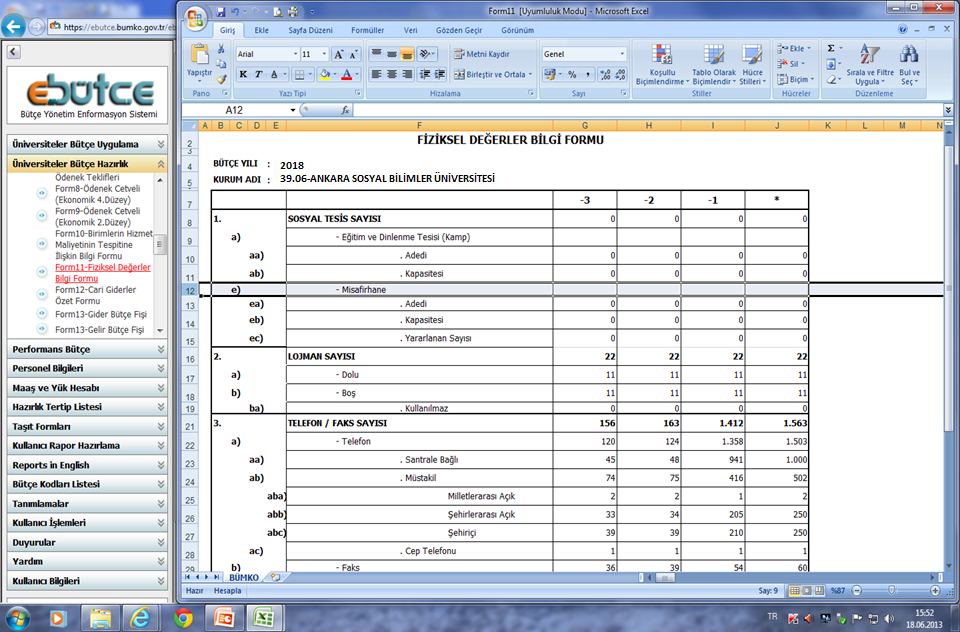 Form11 [Uyumluluk Modu] - Microsoft Excel
https://ebutce.bumko.gov.tr/eb
ebütçe
Bütçe Yönetim Enformasyon Sistemi
Üniversiteler Bütçe Uygulama
Üniversiteler Bütçe Hazırlık
Ödenek Teklifleri
Form8-Ödenek Cetveli
(Ekonomik 4.Düzey)
Form9-Ödenek Cetveli
(Ekonomik 2.Düzey)
Form10-Birimlerin Hizmet
Maliyetinin Tespitine
İlişkin Bilgi Formu
Form11-Fiziksel Değerler
Bilgi Formu
Form12-Cari Giderler
Özet Formu
Form13-Gider Bütçe Fişi
Form13-Gelir Bütçe Fişi
Performans Bütçe
Personel Bilgileri
Maaş ve Yük Hesabı
Hazırlık Tertip Listesi
Taşıt Formları
Kullanıcı Rapor Hazırlama
Reports in English
Bütçe Kodları Listesi
Tanımlamalar
Kullanıcı İşlemleri
Duyurular
Yardım
Kullanıcı Bilgileri
Giriş Ekle Sayfa Düzeni Formüller Veri Gözden Geçir Görünüm
Yapıştır
Pano
Arial 11
K T A
Yazı Tipi
Metni Kaydır
Birleştir ve Ortala
Hizalama
Genel
Sayı
Koşullu Biçimlendirme
Tablo Olarak Biçimlendir
Hücre Stilleri
Stiller
Ekle
Sil
Biçim
Hücreler
Sırala ve Filtre Uygula
Bul ve Seç
Düzenleme
A12 fx
A B C D E F G H I J K L M N
2 FİZİKSEL DEĞERLER BİLGİ FORMU
3
4 BÜTÇE YILI : 2018
5 KURUM ADI : 39.06-ANKARA SOSYAL BİLİMLER ÜNİVERSİTESİ
7 -3 -2 -1 *
8 1. SOSYAL TESİS SAYISI 0 0 0 0
9 a) - Eğitim ve Dinlenme Tesisi (Kamp)
10 aa) . Adedi 0 0 0 0
11 ab) . Kapasitesi 0 0 0 0
12 e) - Misafirhane
13 ea) . Adedi 0 0 0 0
14 eb) . Kapasitesi 0 0 0 0
15 ec) . Yararlanan Sayısı 0 0 0 0
16 2. LOJMAN SAYISI 22 22 22 22
17 a) - Dolu 11 11 11 11
18 b) - Boş 11 11 11 11
19 ba) . Kullanılmaz 0 0 0 0
21 3. TELEFON / FAKS SAYISI 156 163 1.412 1.563
22 a) - Telefon 120 124 1.358 1.503
23 aa) . Santrale Bağlı 45 48 941 1.000
24 ab) . Müstakil 74 75 416 502
25 aba) Milletlerarası Açık 2 2 1 2
26 abb) Şehirlerarası Açık 33 34 205 250
27 abc) Şehiriçi 39 39 210 250
28 ac) . Cep Telefonu 1 1 1 1
29 b) - Faks 36 39 54 60
BÜMKO
Hazır Hesapla Say: 9 %87
TR 15:52
18.06.2013